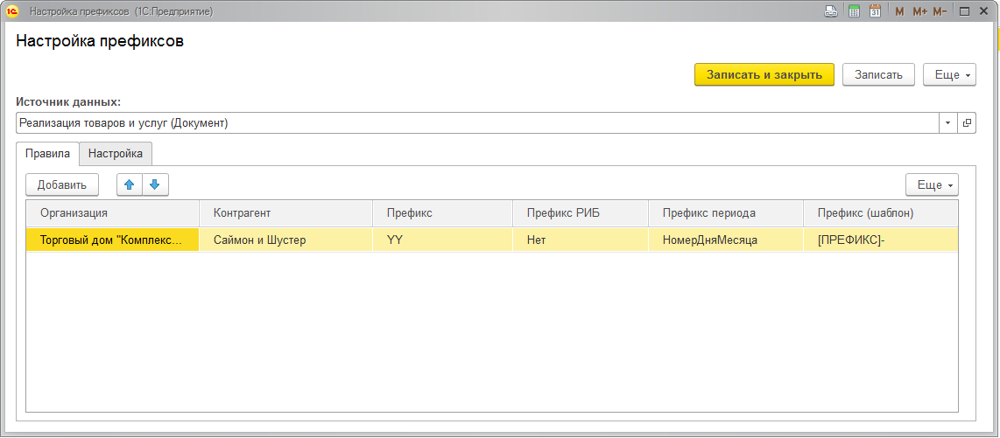 Настройка префиксов (1С:Предприятие)
31 M M+ M-
Настройка префиксов
Записать и закрыть Записать Еще
Источник данных:
Реализация товаров и услуг (Документ)
Правила Настройка
Добавить Еще
Организация Контрагент Префикс Префикс РИБ Префикс периода Префикс (шаблон)
Торговый дом "Комплекс... Саймон и Шустер YY Нет НомерДняМесяца [ПРЕФИКС]-